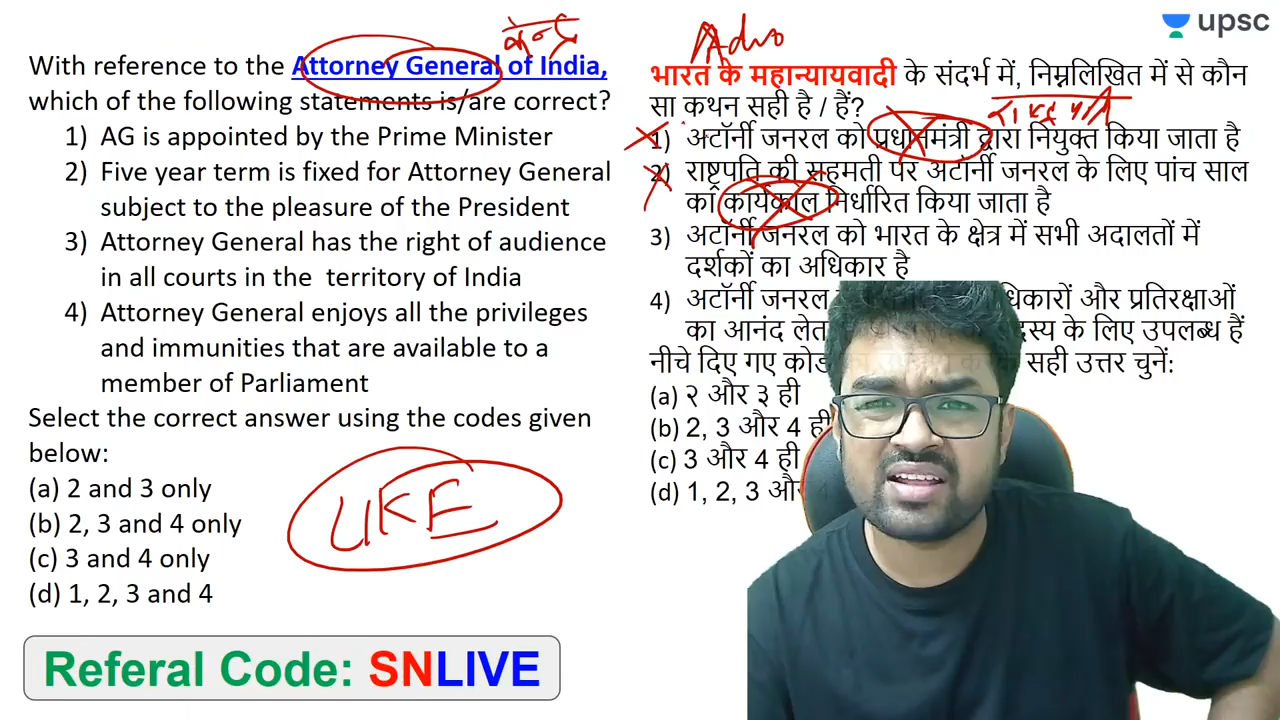 upsc
With reference to the Attorney General of India,
which of the following statements is/are correct?
1) AG is appointed by the Prime Minister
2) Five year term is fixed for Attorney General
subject to the pleasure of the President
3) Attorney General has the right of audience
in all courts in the territory of India
4) Attorney General enjoys all the privileges
and immunities that are available to a
member of Parliament
Select the correct answer using the codes given
below:
(a) 2 and 3 only
(b) 2, 3 and 4 only
(c) 3 and 4 only
(d) 1, 2, 3 and 4
LIKE
Referal Code: SNLIVE
Advo
भारत के महान्यायवादी के संदर्भ में, निम्नलिखित में से कौन
सा कथन सही है / हैं?
1) अटॉर्नी जनरल को प्रधानमंत्री द्वारा नियुक्त किया जाता है
2) राष्ट्रपति की सहमती पर अटॉर्नी जनरल के लिए पांच साल
का कार्यकाल निर्धारित किया जाता है
3) अटॉर्नी जनरल को भारत के क्षेत्र में सभी अदालतों में
दर्शकों का अधिकार है
4) अटॉर्नी जनरल और प्रतिरक्षाओं
का आनंद के लिए उपलब्ध हैं
नीचे दिए गए सही उत्तर चुनें:
(a) २ और ३ ही
(b) 2, 3 और 4 ही
(c) 3 और 4 ही
(d) 1, 2, 3